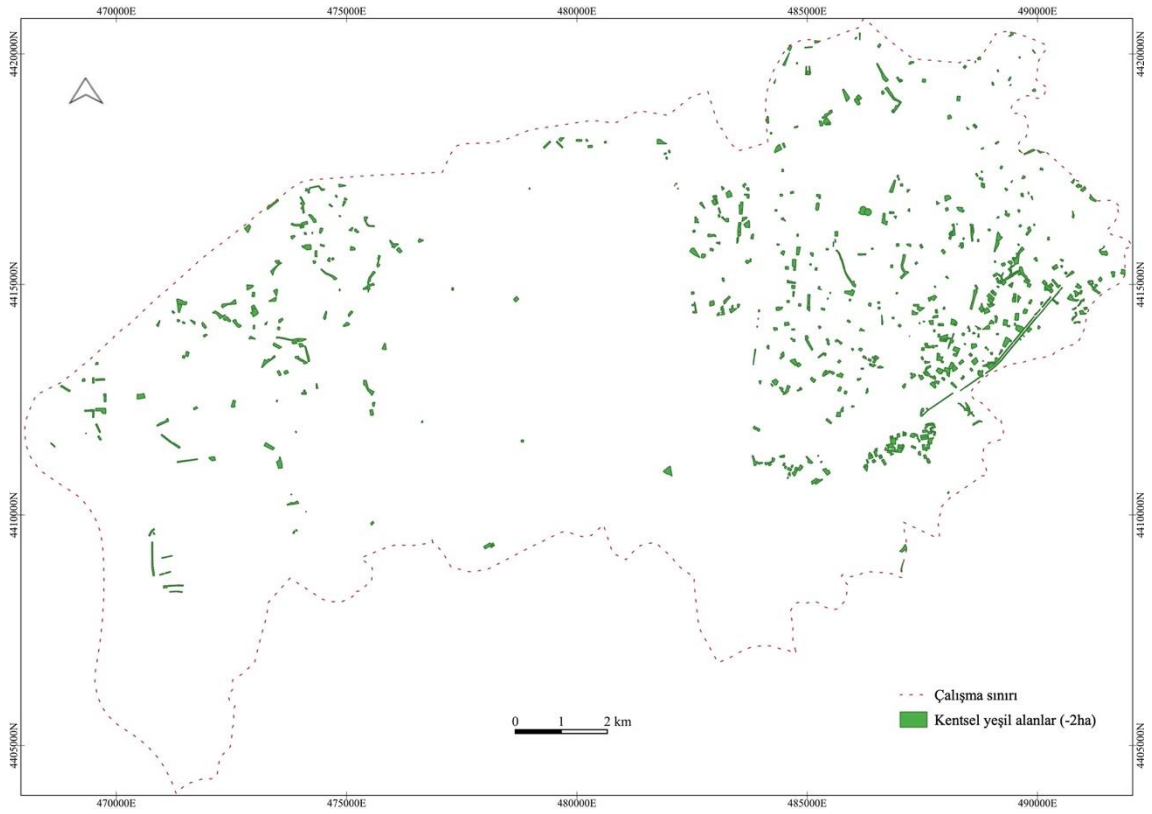 470000E 475000E 480000E 485000E 490000E
4420000N 4420000N
4415000N 4415000N
4410000N 4410000N
4405000N 4405000N
Çalışma sınırı
Kentsel yeşil alanlar (-2ha)
0 1 2 km
470000E 475000E 480000E 485000E 490000E